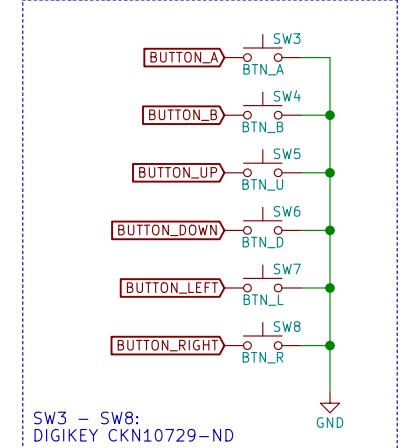 SW3
BUTTON_A
BTN_A
SW4
BUTTON_B
BTN_B
SW5
BUTTON_UP
BTN_U
SW6
BUTTON_DOWN
BTN_D
SW7
BUTTON_LEFT
BTN_L
SW8
BUTTON_RIGHT
BTN_R
GND
SW3 - SW8:
DIGIKEY CKN10729-ND